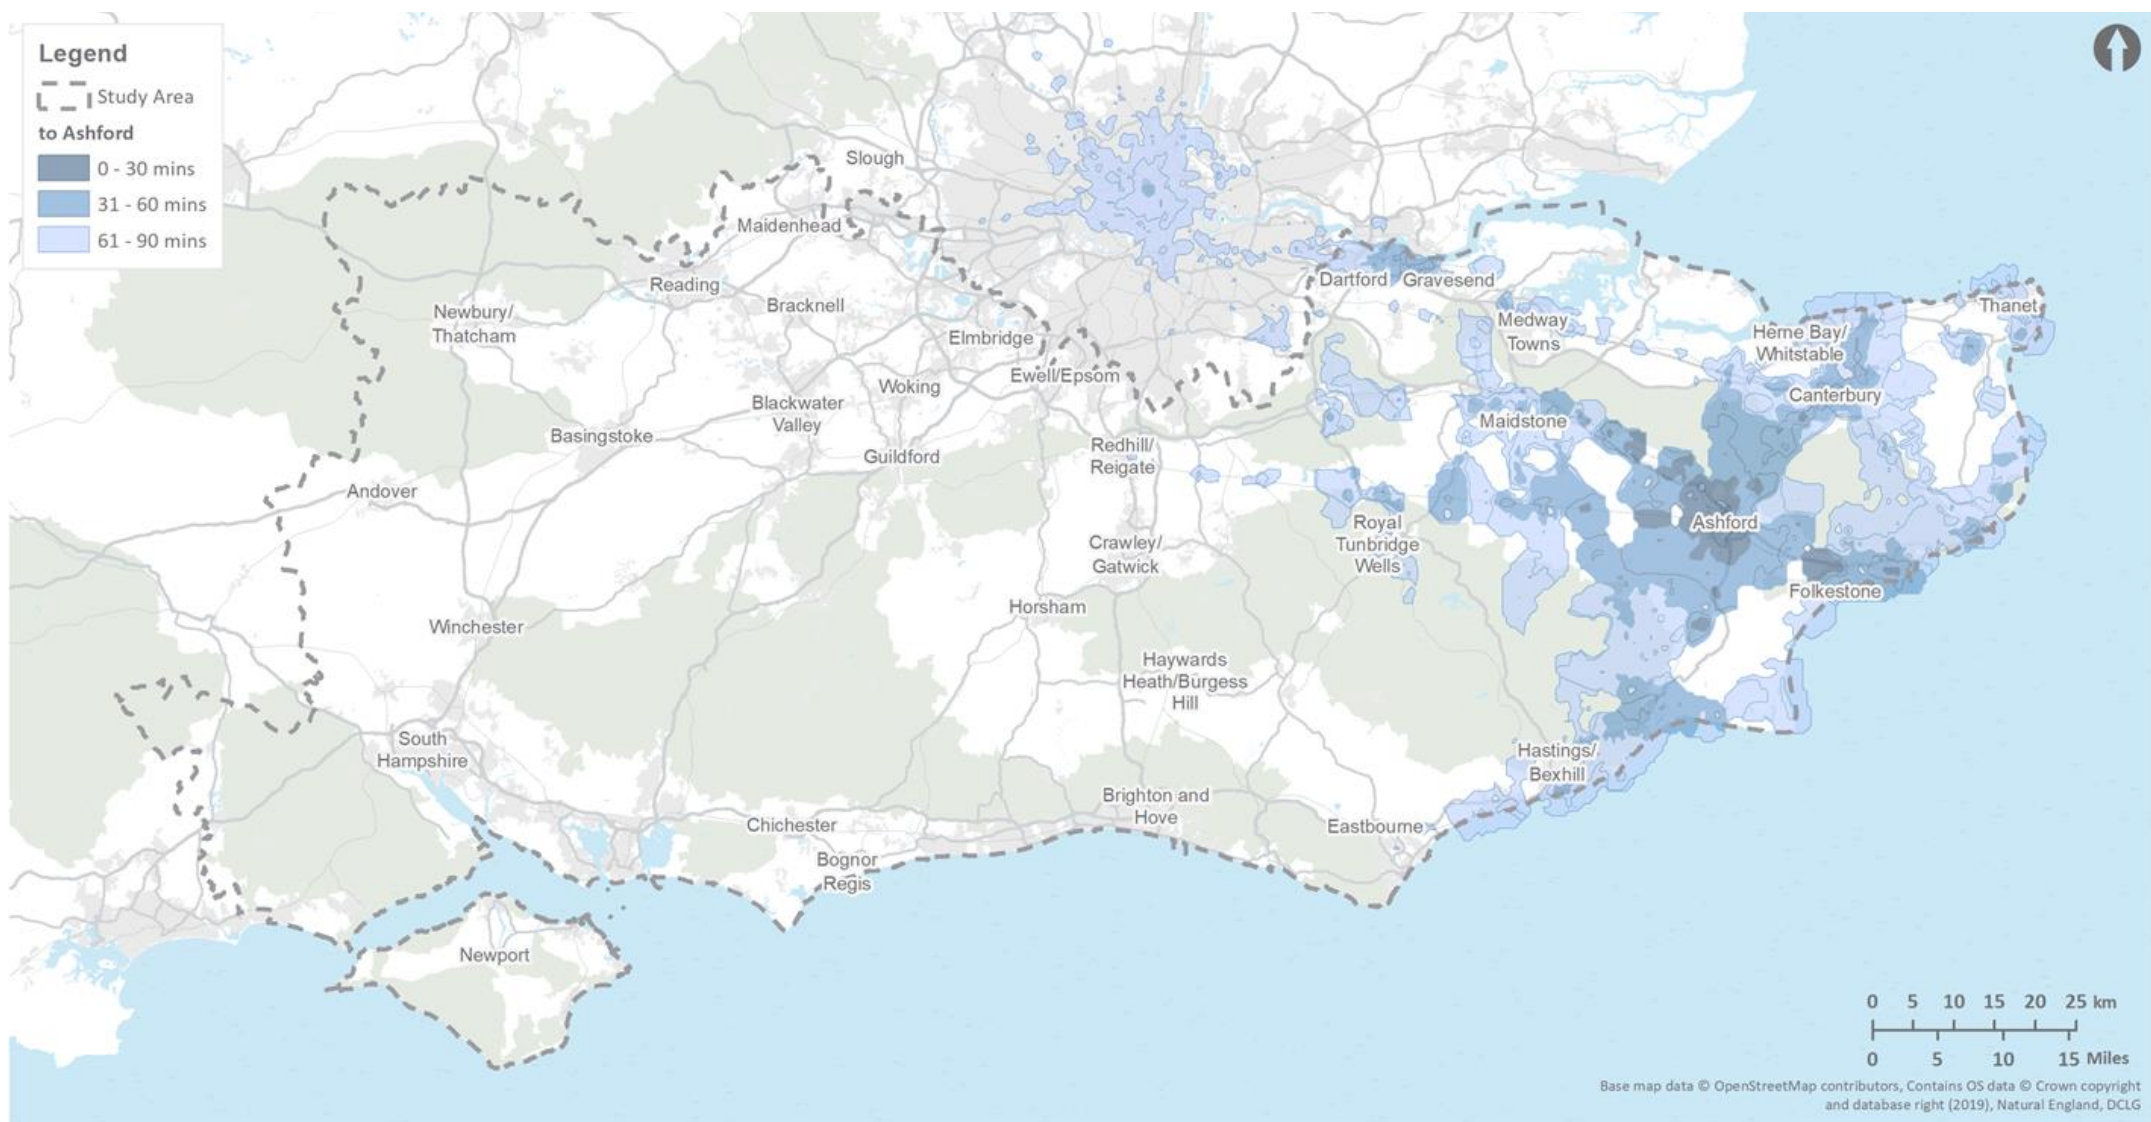 Legend
Study Area
to Ashford
0 - 30 mins
31 - 60 mins
61 - 90 mins
Slough
Maidenhead
Reading
Bracknell
Newbury/
Thatcham
Elmbridge
Ewell/Epsom
Woking
Blackwater
Valley
Basingstoke
Guildford
Redhill/
Reigate
Andover
Dartford
Gravesend
Medway
Towns
Herne Bay/
Whitstable
Thanet
Canterbury
Maidstone
Ashford
Royal
Tunbridge
Wells
Crawley/
Gatwick
Folkestone
Horsham
Winchester
Haywards
Heath/Burgess
Hill
South
Hampshire
Hastings/
Bexhill
Brighton and
Hove
Chichester
Eastbourne
Bognor
Regis
Newport
0 5 10 15 20 25 km
0 5 10 15 Miles
Base map data © OpenStreetMap contributors, Contains OS data © Crown copyright
and database right (2019), Natural England, DCLG